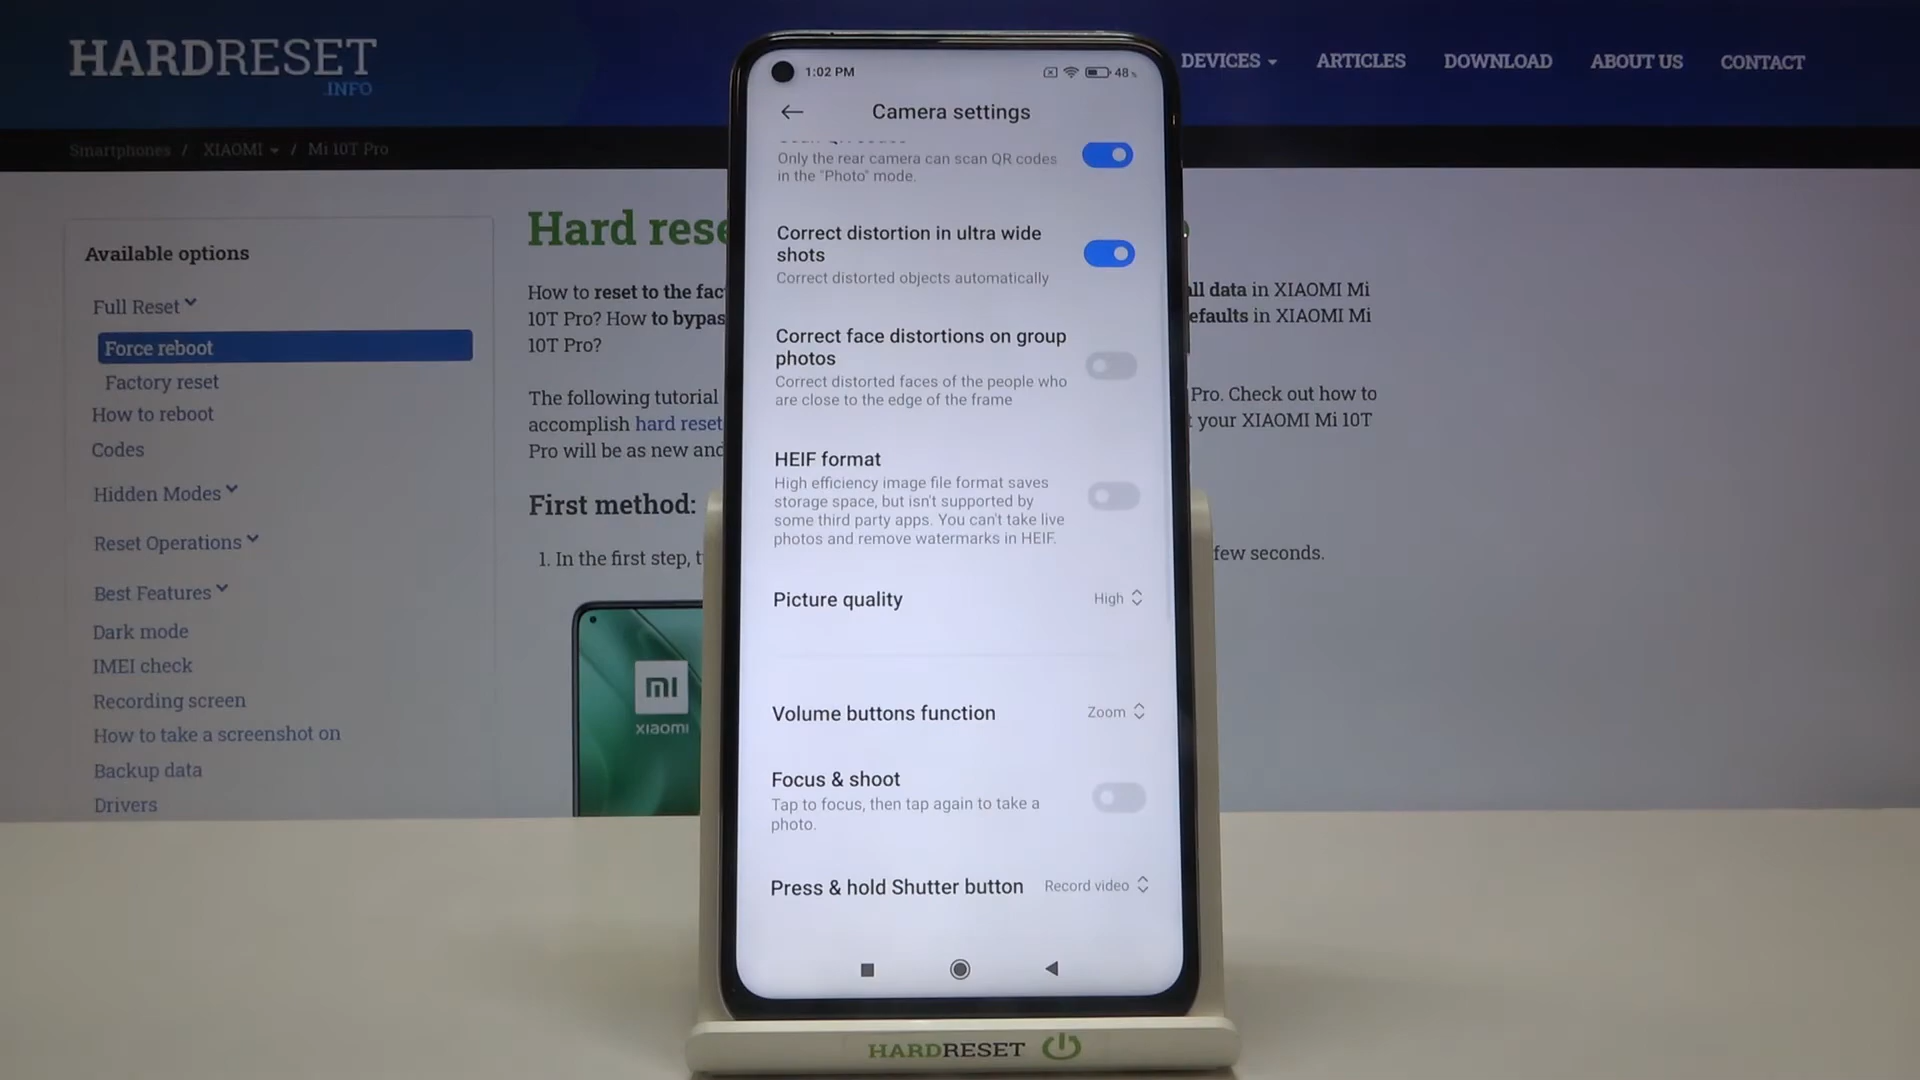 HARDRESET
.INFO
DEVICES
ARTICLES
DOWNLOAD
ABOUT US
CONTACT
Smartphones / XIAOMI / Mi 10T Pro
Available options
Full Reset
Force reboot
Factory reset
How to reboot
Codes
Hidden Modes
Reset Operations
Best Features
Dark mode
IMEI check
Recording screen
How to take a screenshot on
Backup data
Drivers
Hard rese
How to reset to the fac
10T Pro? How to bypas
10T Pro?
The following tutorial
accomplish hard reset
Pro will be as new and
First method:
1. In the first step, t
mi
xiaomi
all data in XIAOMI Mi
efaults in XIAOMI Mi
Pro. Check out how to
t your XIAOMI Mi 10T
few seconds.
1:02 PM
48%
Camera settings
Only the rear camera can scan QR codes
in the "Photo" mode.
Correct distortion in ultra wide
shots
Correct distorted objects automatically
Correct face distortions on group
photos
Correct distorted faces of the people who
are close to the edge of the frame
HEIF format
High efficiency image file format saves
storage space, but isn't supported by
some third party apps. You can't take live
photos and remove watermarks in HEIF.
Picture quality
High
Volume buttons function
Zoom
Focus & shoot
Tap to focus, then tap again to take a
photo.
Press & hold Shutter button
Record video
HARDRESET